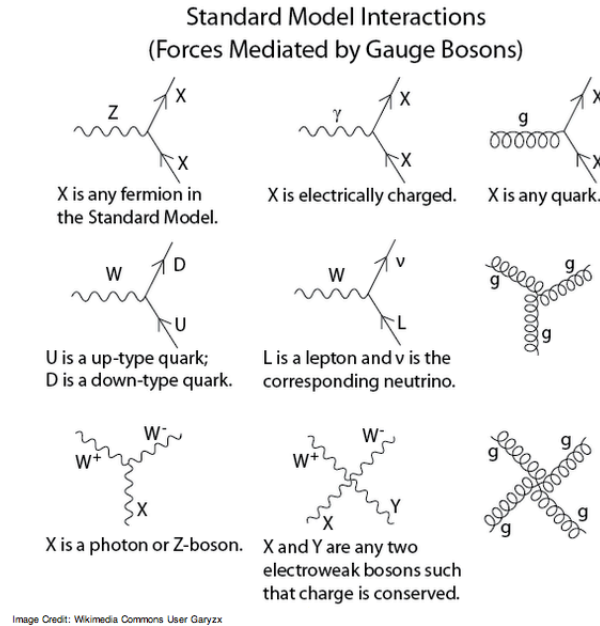 Standard Model Interactions
(Forces Mediated by Gauge Bosons)
Z
X
X
X is any fermion in
the Standard Model.
γ
X
X
X is electrically charged.
g
X
X
X is any quark.
W
D
U
U is a up-type quark;
D is a down-type quark.
W
ν
L
L is a lepton and ν is the
corresponding neutrino.
g
g
g
W⁺
W⁻
X
X is a photon or Z-boson.
W⁺
W⁻
X
Y
X and Y are any two
electroweak bosons such
that charge is conserved.
g
g
g
g
Image Credit: Wikimedia Commons User Garyzx